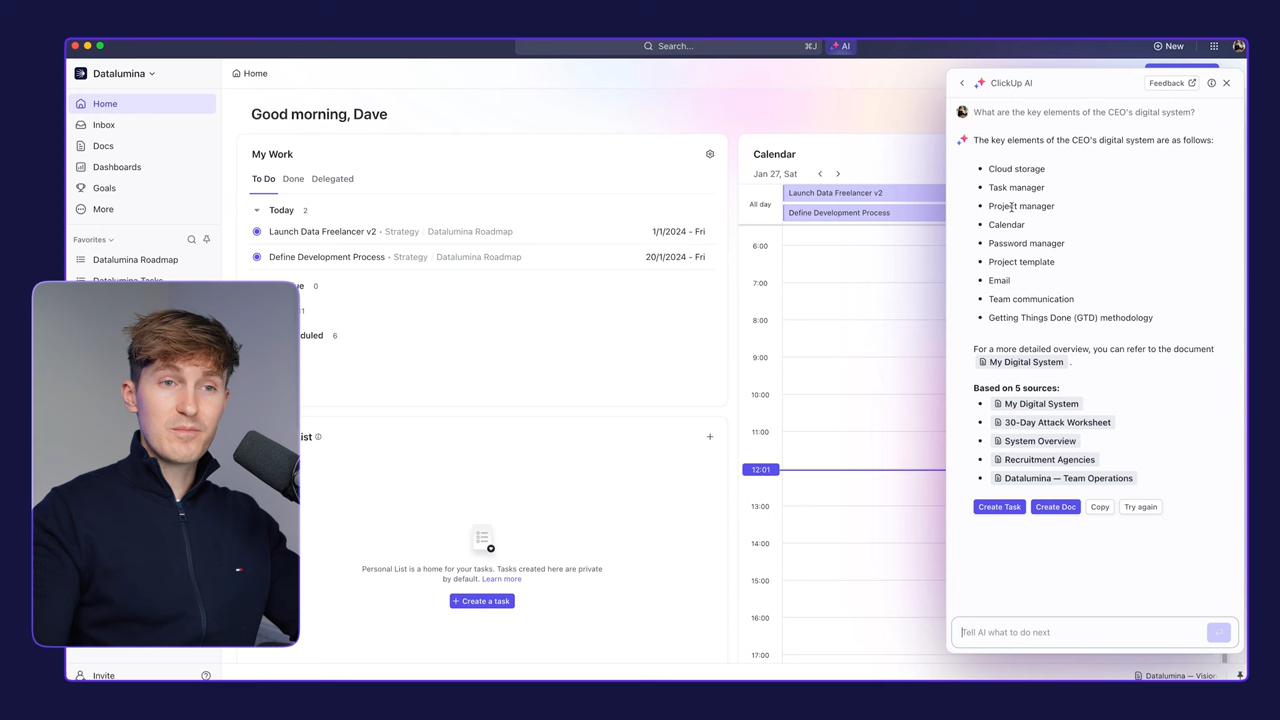 Search...
⌘J
AI
New
Datalumina
Home
Inbox
Docs
Dashboards
Goals
More
Favorites
Datalumina Roadmap
Invite
Home
Good morning, Dave
My Work
To Do
Done
Delegated
Today 2
Launch Data Freelancer v2 • Strategy | Datalumina Roadmap 1/1/2024 - Fri
Define Development Process • Strategy | Datalumina Roadmap 20/1/2024 - Fri
ue 0
duled 6
ist
Personal List is a home for your tasks. Tasks created here are private
by default. Learn more
+ Create a task
Calendar
Jan 27, Sat
All day
Launch Data Freelancer v2
Define Development Process
6:00
7:00
8:00
9:00
10:00
11:00
12:01
13:00
14:00
15:00
16:00
17:00
ClickUp AI
Feedback
What are the key elements of the CEO's digital system?
The key elements of the CEO's digital system are as follows:
• Cloud storage
• Task manager
• Project manager
• Calendar
• Password manager
• Project template
• Email
• Team communication
• Getting Things Done (GTD) methodology
For a more detailed overview, you can refer to the document
My Digital System .
Based on 5 sources:
• My Digital System
• 30-Day Attack Worksheet
• System Overview
• Recruitment Agencies
• Datalumina — Team Operations
Create Task
Create Doc
Copy
Try again
Tell AI what to do next
Datalumina — Vision